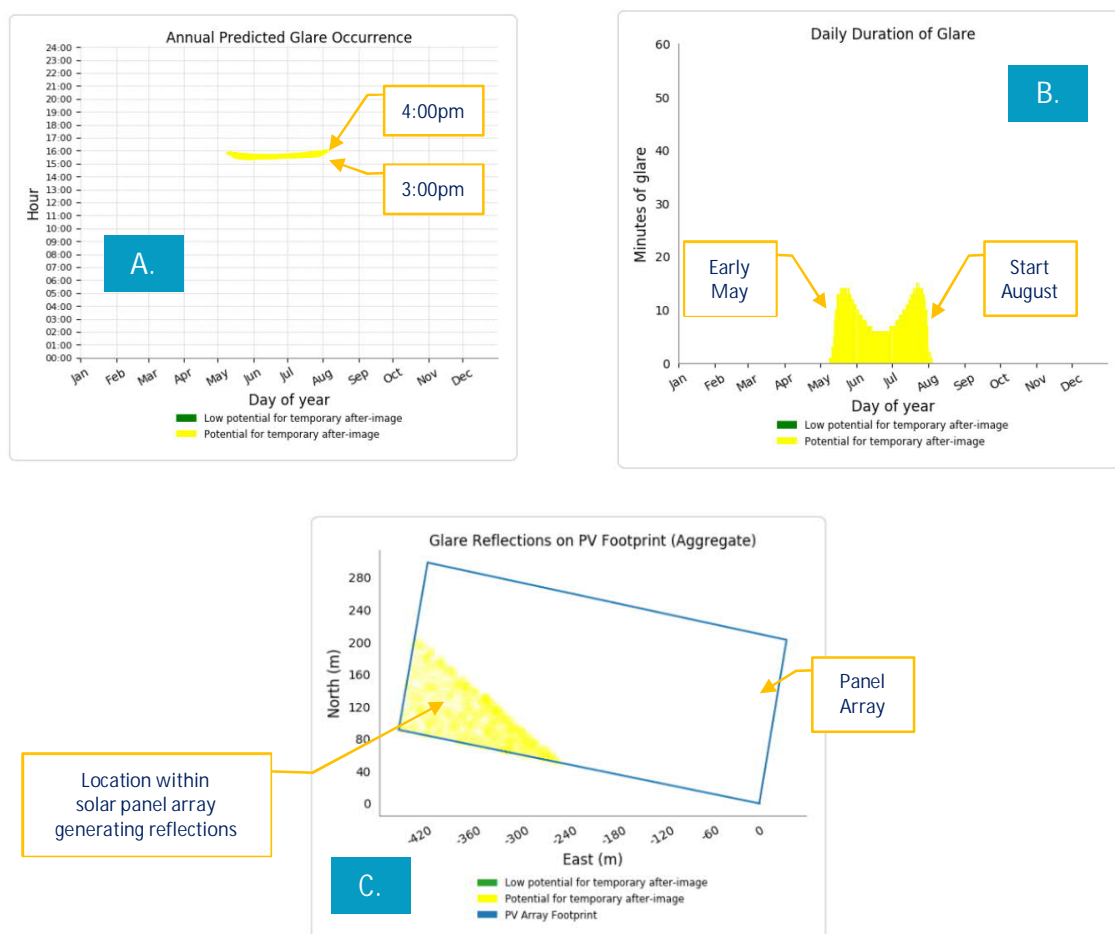 Annual Predicted Glare Occurrence
24:00
23:00
22:00
21:00
20:00
19:00
18:00
17:00
16:00
15:00
14:00
13:00
12:00
11:00
10:00
09:00
08:00
07:00
06:00
05:00
04:00
03:00
02:00
01:00
00:00
Hour
4:00pm
3:00pm
A.
Jan Feb Mar Apr May Jun Jul Aug Sep Oct Nov Dec
Day of year
Low potential for temporary after-image
Potential for temporary after-image
Daily Duration of Glare
60
50
40
30
20
10
0
Minutes of glare
B.
Early
May
Start
August
Jan Feb Mar Apr May Jun Jul Aug Sep Oct Nov Dec
Day of year
Low potential for temporary after-image
Potential for temporary after-image
Glare Reflections on PV Footprint (Aggregate)
280
240
200
160
120
80
40
0
North (m)
Panel
Array
Location within
solar panel array
generating reflections
-420 -360 -300 -240 -180 -120 -60 0
East (m)
C.
Low potential for temporary after-image
Potential for temporary after-image
PV Array Footprint